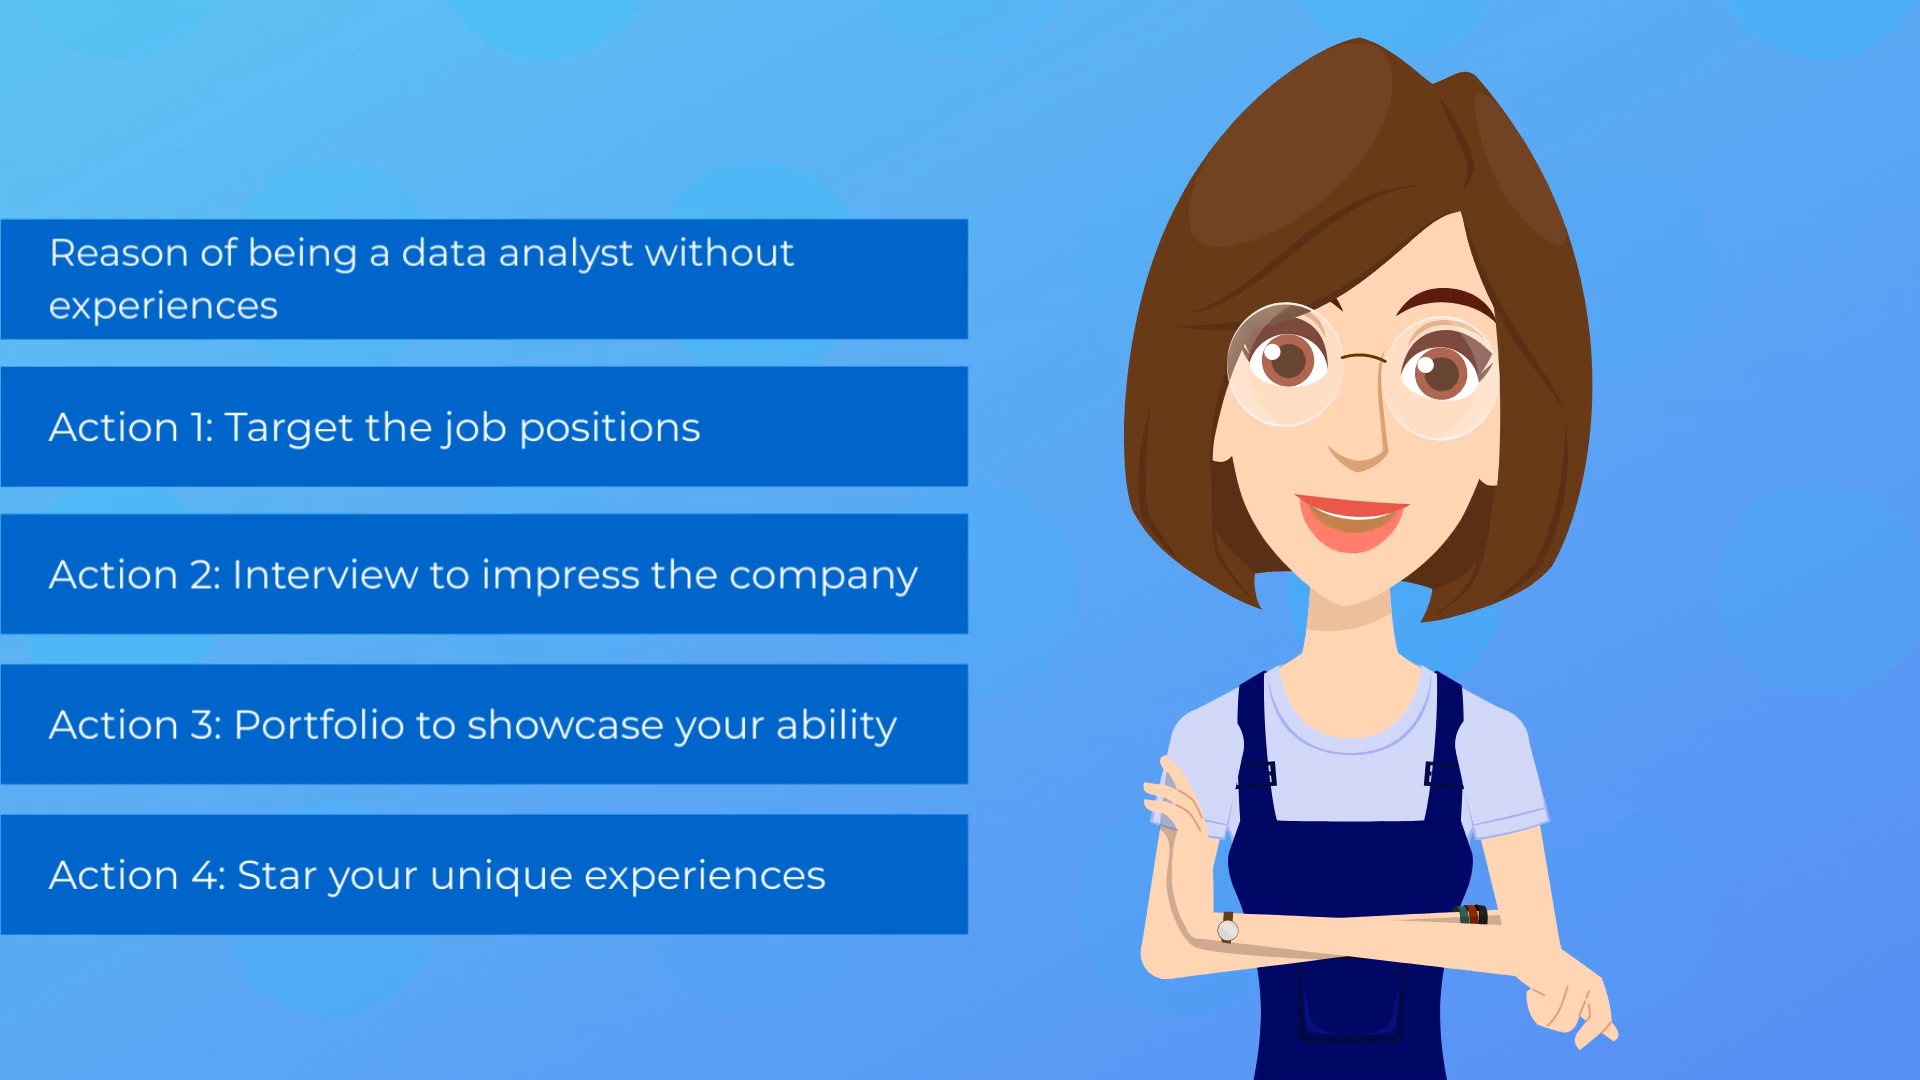 Reason of being a data analyst without
experiences
Action 1: Target the job positions
Action 2: Interview to impress the company
Action 3: Portfolio to showcase your ability
Action 4: Star your unique experiences